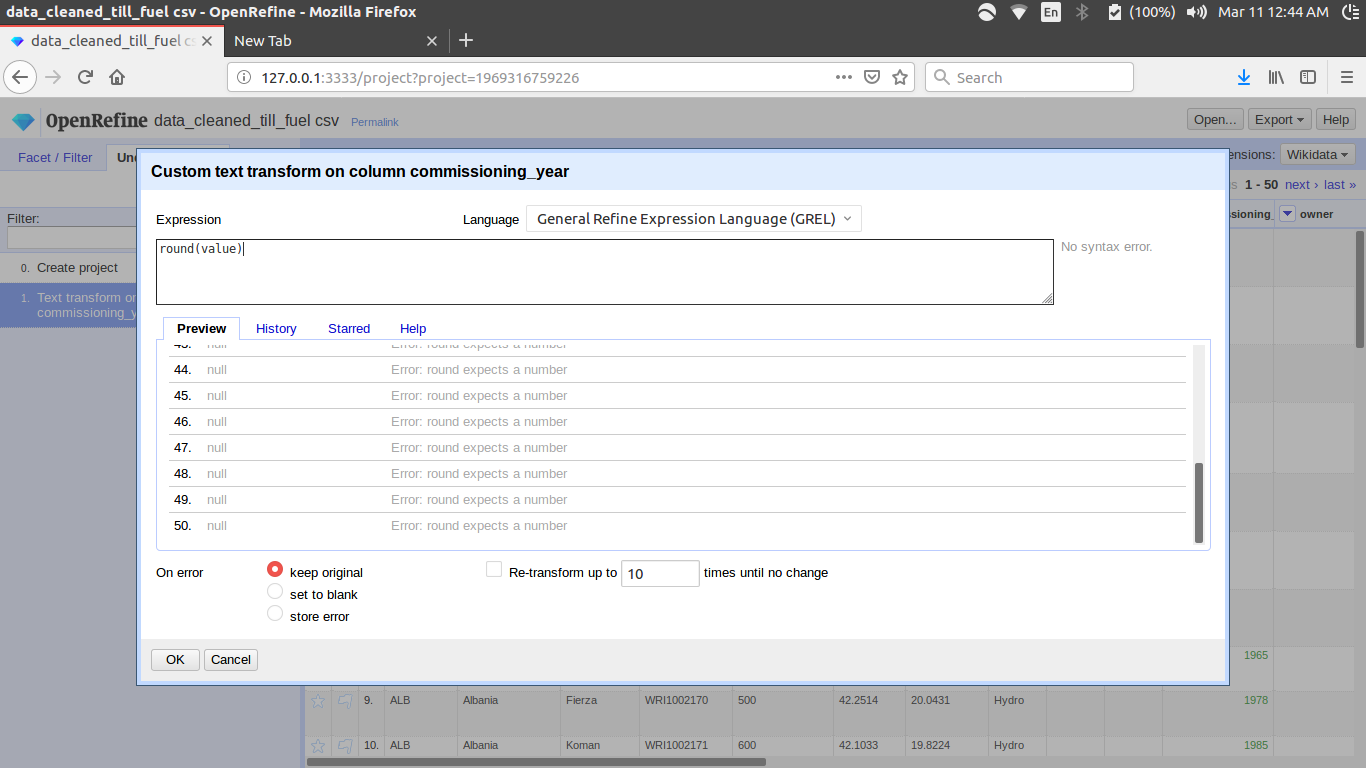 data_cleaned_till_fuel csv - OpenRefine - Mozilla Firefox
En (100%) Mar 11 12:44 AM
data_cleaned_till_fuel cs New Tab
127.0.0.1:3333/project?project=1969316759226 Search
OpenRefine data_cleaned_till_fuel csv Permalink Open... Export Help
Facet / Filter Und
ensions: Wikidata
1 - 50 next › last »
Filter:
sioning_ owner
0. Create project
1. Text transform on
commissioning_y
Custom text transform on column commissioning_year
Expression Language General Refine Expression Language (GREL)
round(value)
No syntax error.
Preview History Starred Help
43. null Error: round expects a number
44. null Error: round expects a number
45. null Error: round expects a number
46. null Error: round expects a number
47. null Error: round expects a number
48. null Error: round expects a number
49. null Error: round expects a number
50. null Error: round expects a number
On error keep original Re-transform up to 10 times until no change
set to blank
store error
OK Cancel
1965
9. ALB Albania Fierza WRI1002170 500 42.2514 20.0431 Hydro 1978
10. ALB Albania Koman WRI1002171 600 42.1033 19.8224 Hydro 1985